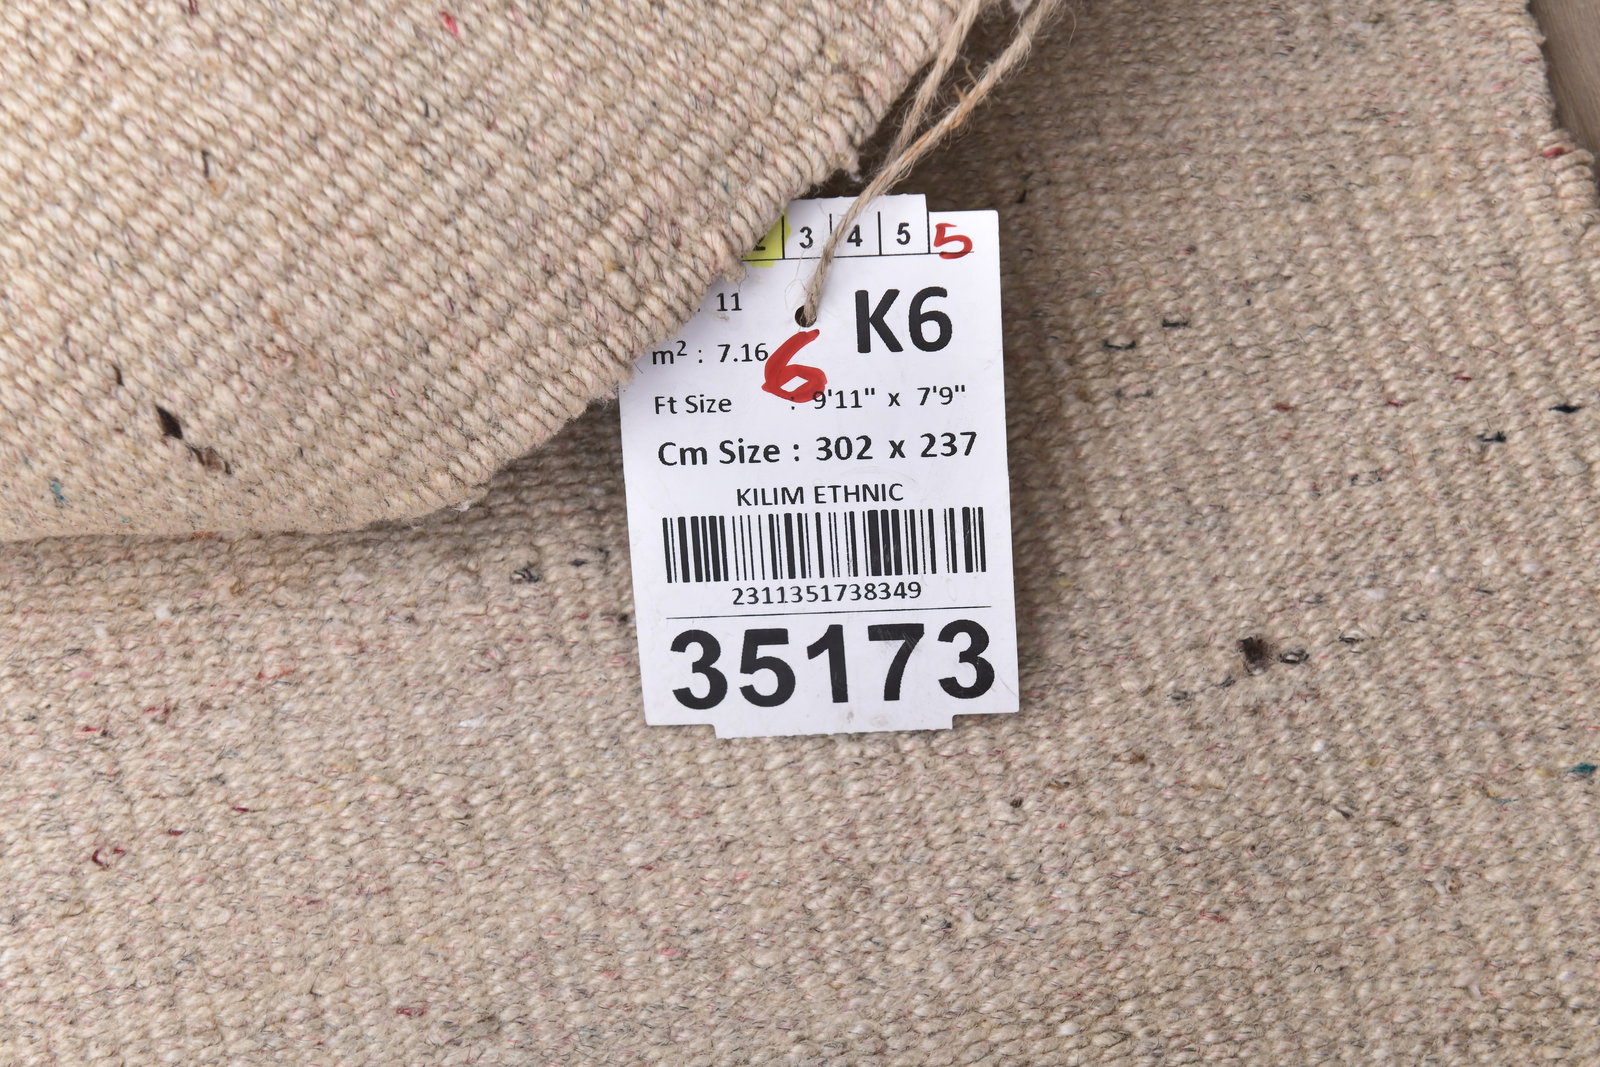 2 3 4 5 5
: 11
K6
m² : 7.16
6
Ft Size : 9'11" x 7'9"
Cm Size : 302 x 237
KILIM ETHNIC
2311351738349
35173